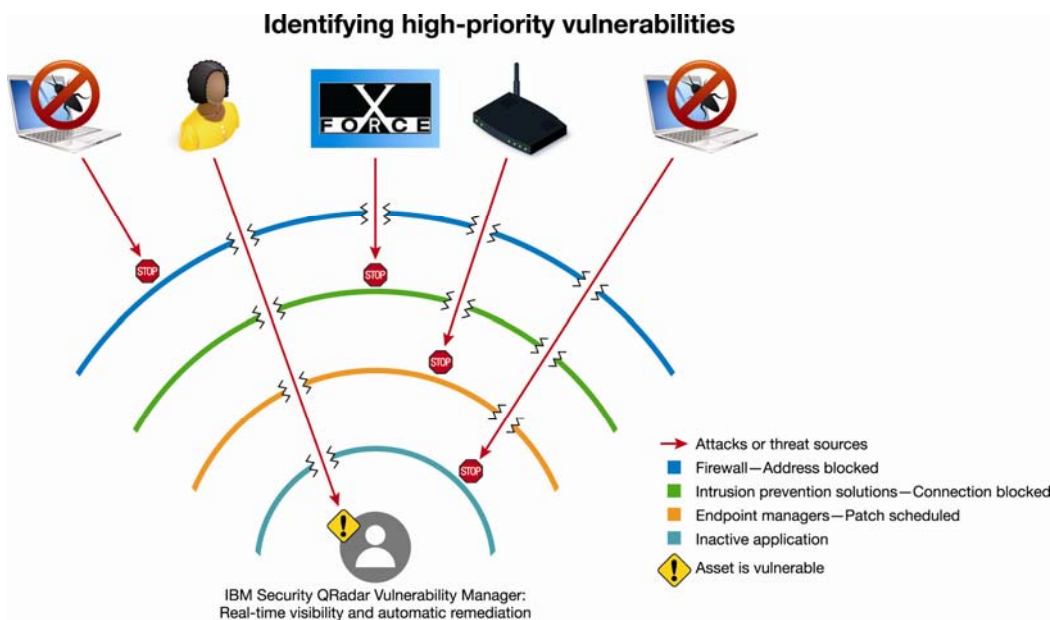 Identifying high-priority vulnerabilities
X
FORCE
STOP
STOP
STOP
STOP
Attacks or threat sources
Firewall—Address blocked
Intrusion prevention solutions—Connection blocked
Endpoint managers—Patch scheduled
Inactive application
Asset is vulnerable
!
!
IBM Security QRadar Vulnerability Manager:
Real-time visibility and automatic remediation